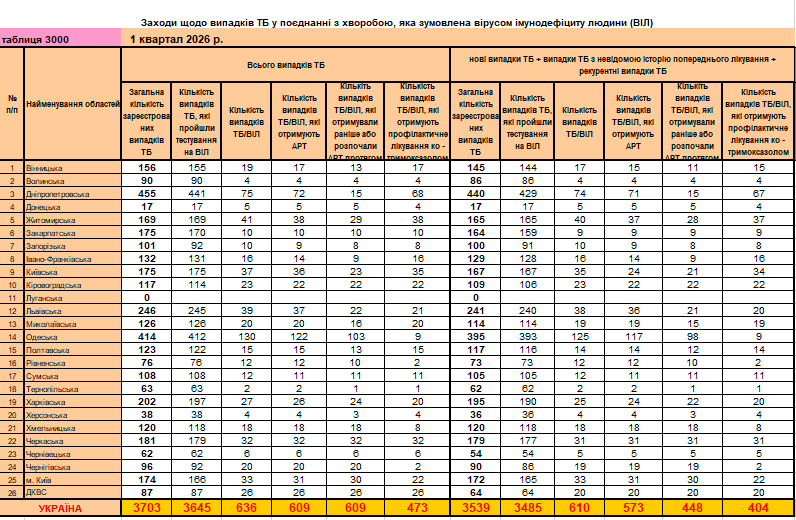 Заходи щодо випадків ТБ у поєднанні з хворобою, яка зумовлена вірусом імунодефіциту людини (ВІЛ)
таблиця 3000 1 квартал 2026 р.
№ п/п Найменування областей Всього випадків ТБ нові випадки ТБ + випадки ТБ з невідомою історію попереднього лікування + рекурентні випадки ТБ
Загальна кількість зареєстрова них випадків ТБ Кількість випадків ТБ, які пройшли тестування на ВІЛ Кількість випадків ТБ/ВІЛ Кількість випадків ТБ/ВІЛ, які отримують АРТ Кількіть випадків ТБ/ВІЛ, які отримували раніше або розпочали АРТ протягом Кількість випадків ТБ/ВІЛ, які отримують профілактичне лікування ко - тримоксазолом Загальна кількість зареєстрова них випадків ТБ Кількість випадків ТБ, які пройшли тестування на ВІЛ Кількість випадків ТБ/ВІЛ Кількість випадків ТБ/ВІЛ, які отримують АРТ Кількіть випадків ТБ/ВІЛ, які отримували раніше або розпочали АРТ протягом Кількість випадків ТБ/ВІЛ, які отримують профілактичне лікування ко - тримоксазолом
1 Вінницька 156 155 19 17 13 17 145 144 17 15 11 15
2 Волинська 90 90 4 4 4 4 86 86 4 4 4 4
3 Дніпропетровська 455 441 75 72 15 68 440 429 74 71 15 67
4 Донецька 17 17 5 5 5 4 17 17 5 5 5 4
5 Житомирська 169 169 41 38 29 38 165 165 40 37 28 37
6 Закарпатська 175 170 10 10 10 10 164 159 9 9 9 9
7 Запорізька 101 92 10 9 8 8 100 91 10 9 8 8
8 Івано-Франківська 132 131 16 14 9 16 129 128 16 14 9 16
9 Київська 175 175 37 36 23 35 167 167 35 24 21 34
10 Кіровоградська 117 114 23 22 22 22 109 106 23 22 22 22
11 Луганська 0 0
12 Львівська 246 245 39 37 22 21 241 240 38 36 21 20
13 Миколаївська 126 126 20 20 16 20 114 114 19 19 15 19
14 Одеська 414 412 130 122 103 9 395 393 125 117 98 9
15 Полтавська 123 122 15 15 13 15 117 116 14 14 12 14
16 Рівненська 76 76 12 12 10 2 73 73 12 12 10 2
17 Сумська 108 108 12 11 11 11 105 105 12 11 11 11
18 Тернопільська 63 63 2 2 1 1 62 62 2 2 1 1
19 Харківська 202 197 27 26 24 20 195 190 25 24 22 20
20 Херсонська 38 38 4 4 3 4 36 36 4 4 3 4
21 Хмельницька 120 118 18 18 18 8 120 118 18 18 18 8
22 Черкаська 181 179 32 32 32 32 179 177 31 31 31 31
23 Чернівецька 62 62 6 6 6 6 54 54 5 5 5 5
24 Чернігівська 96 92 20 20 20 2 90 86 19 19 19 2
25 м. Київ 174 166 33 31 30 22 172 165 33 31 30 22
26 ДКВС 87 87 26 26 26 26 64 64 20 20 20 20
УКРАЇНА 3703 3645 636 609 609 473 3539 3485 610 573 448 404